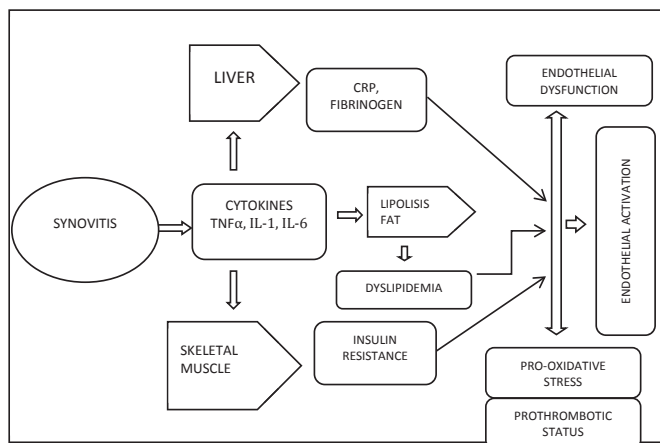 LIVER
CRP,
FIBRINOGEN
ENDOTHELIAL
DYSFUNCTION
SYNOVITIS
CYTOKINES
TNFα, IL-1, IL-6
LIPOLISIS
FAT
DYSLIPIDEMIA
ENDOTHELIAL ACTIVATION
SKELETAL
MUSCLE
INSULIN
RESISTANCE
PRO-OXIDATIVE
STRESS
PROTHROMBOTIC
STATUS